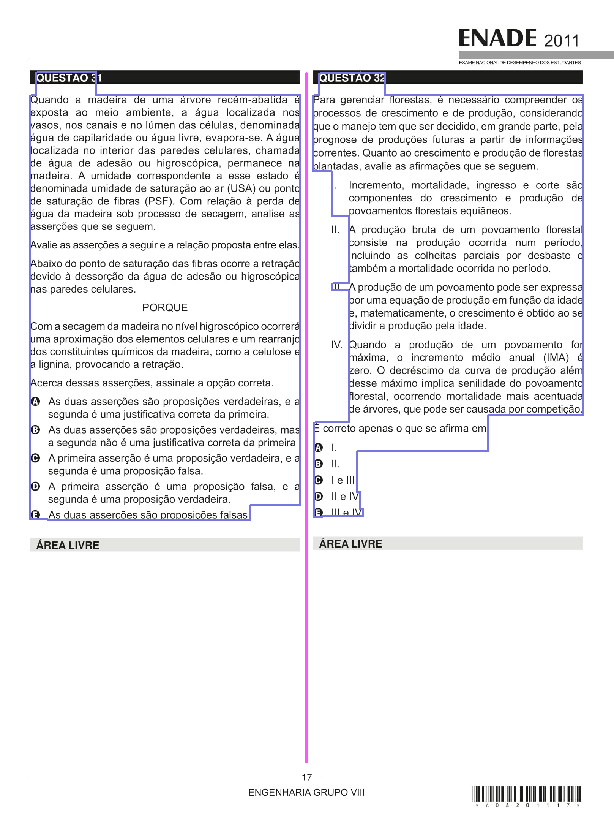 ENADE 2011
EXAME NACIONAL DE DESEMPENHO DOS ESTUDANTES
QUESTÃO 31
Quando a madeira de uma árvore recém-abatida é
exposta ao meio ambiente, a água localizada nos
vasos, nos canais e no lúmen das células, denominada
água de capilaridade ou água livre, evapora-se. A água
localizada no interior das paredes celulares, chamada
de água de adesão ou higroscópica, permanece na
madeira. A umidade correspondente a esse estado é
denominada umidade de saturação ao ar (USA) ou ponto
de saturação de fibras (PSF). Com relação à perda de
água da madeira sob processo de secagem, analise as
asserções que se seguem.
Avalie as asserções a seguir e a relação proposta entre elas.
Abaixo do ponto de saturação das fibras ocorre a retração
devido à dessorção da água de adesão ou higroscópica
nas paredes celulares.
PORQUE
Com a secagem da madeira no nível higroscópico ocorrerá
uma aproximação dos elementos celulares e um rearranjo
dos constituintes químicos da madeira, como a celulose e
a lignina, provocando a retração.
Acerca dessas asserções, assinale a opção correta.
A As duas asserções são proposições verdadeiras, e a
segunda é uma justificativa correta da primeira.
B As duas asserções são proposições verdadeiras, mas
a segunda não é uma justificativa correta da primeira
C A primeira asserção é uma proposição verdadeira, e a
segunda é uma proposição falsa.
D A primeira asserção é uma proposição falsa, e a
segunda é uma proposição verdadeira.
E As duas asserções são proposições falsas
ÁREA LIVRE
QUESTÃO 32
Para gerenciar florestas, é necessário compreender os
processos de crescimento e de produção, considerando
que o manejo tem que ser decidido, em grande parte, pela
prognose de produções futuras a partir de informações
correntes. Quanto ao crescimento e produção de florestas
plantadas, avalie as afirmações que se seguem.
I. Incremento, mortalidade, ingresso e corte são
componentes do crescimento e produção de
povoamentos florestais equiâneos.
II. A produção bruta de um povoamento florestal
consiste na produção ocorrida num período,
incluindo as colheitas parciais por desbaste e
também a mortalidade ocorrida no período.
III. A produção de um povoamento pode ser expressa
por uma equação de produção em função da idade
e, matematicamente, o crescimento é obtido ao se
dividir a produção pela idade.
IV. Quando a produção de um povoamento for
máxima, o incremento médio anual (IMA) é
zero. O decréscimo da curva de produção além
desse máximo implica senilidade do povoamento
florestal, ocorrendo mortalidade mais acentuada
de árvores, que pode ser causada por competição.
É correto apenas o que se afirma em
A I.
B II.
C I e III
D II e IV
E III e IV
ÁREA LIVRE
17
ENGENHARIA GRUPO VIII